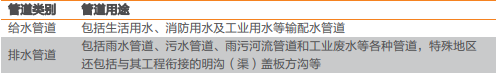 管道类别 管道用途
给水管道 包括生活用水、消防用水及工业用水等输配水管道
排水管道 包括雨水管道、污水管道、雨污河流管道和工业废水等各种管道，特殊地区
还包括与其工程衔接的明沟（渠）盖板方沟等